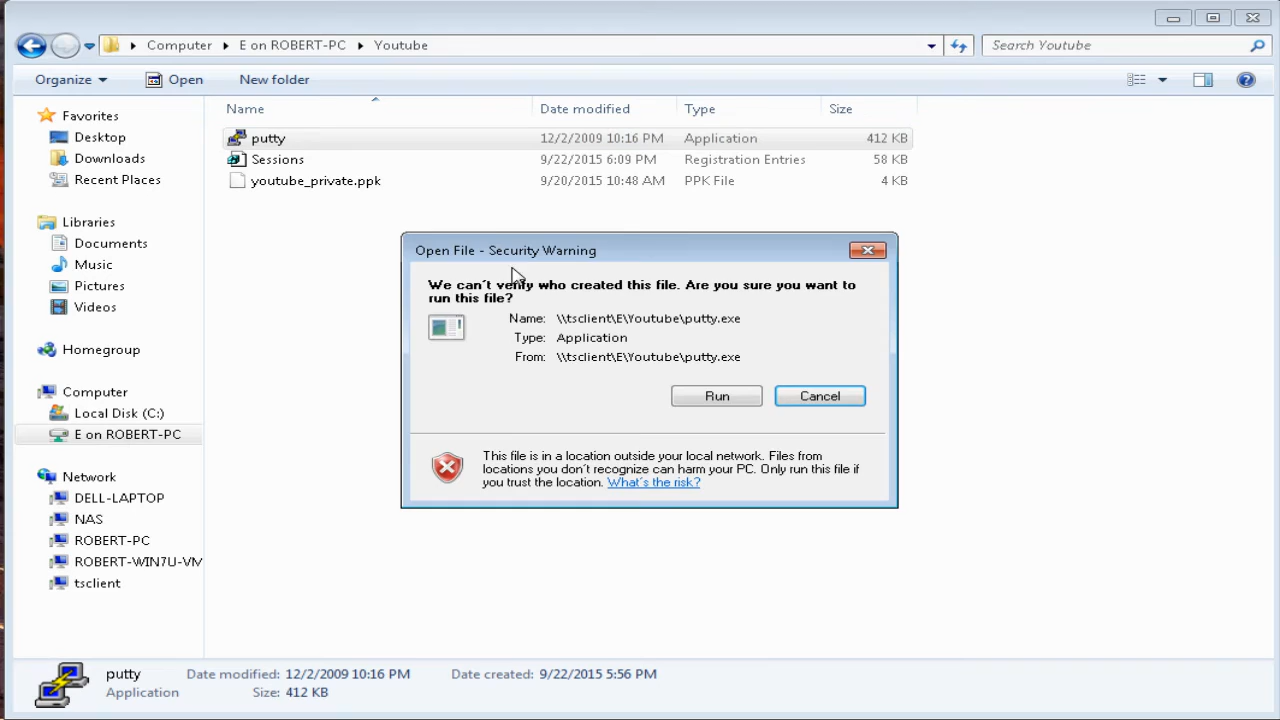 Computer ▸ E on ROBERT-PC ▸ Youtube
Search Youtube
Organize
Open
New folder
Name
Date modified
Type
Size
Favorites
Desktop
Downloads
Recent Places
Libraries
Documents
Music
Pictures
Videos
Homegroup
Computer
Local Disk (C:)
E on ROBERT-PC
Network
DELL-LAPTOP
NAS
ROBERT-PC
ROBERT-WIN7U-VM
tsclient
putty 12/2/2009 10:16 PM Application 412 KB
Sessions 9/22/2015 6:09 PM Registration Entries 58 KB
youtube_private.ppk 9/20/2015 10:48 AM PPK File 4 KB
Open File - Security Warning
We can't verify who created this file. Are you sure you want to
run this file?
Name: \\tsclient\E\Youtube\putty.exe
Type: Application
From: \\tsclient\E\Youtube\putty.exe
Run
Cancel
This file is in a location outside your local network. Files from
locations you don't recognize can harm your PC. Only run this file if
you trust the location. What's the risk?
putty Date modified: 12/2/2009 10:16 PM Date created: 9/22/2015 5:56 PM
Application Size: 412 KB